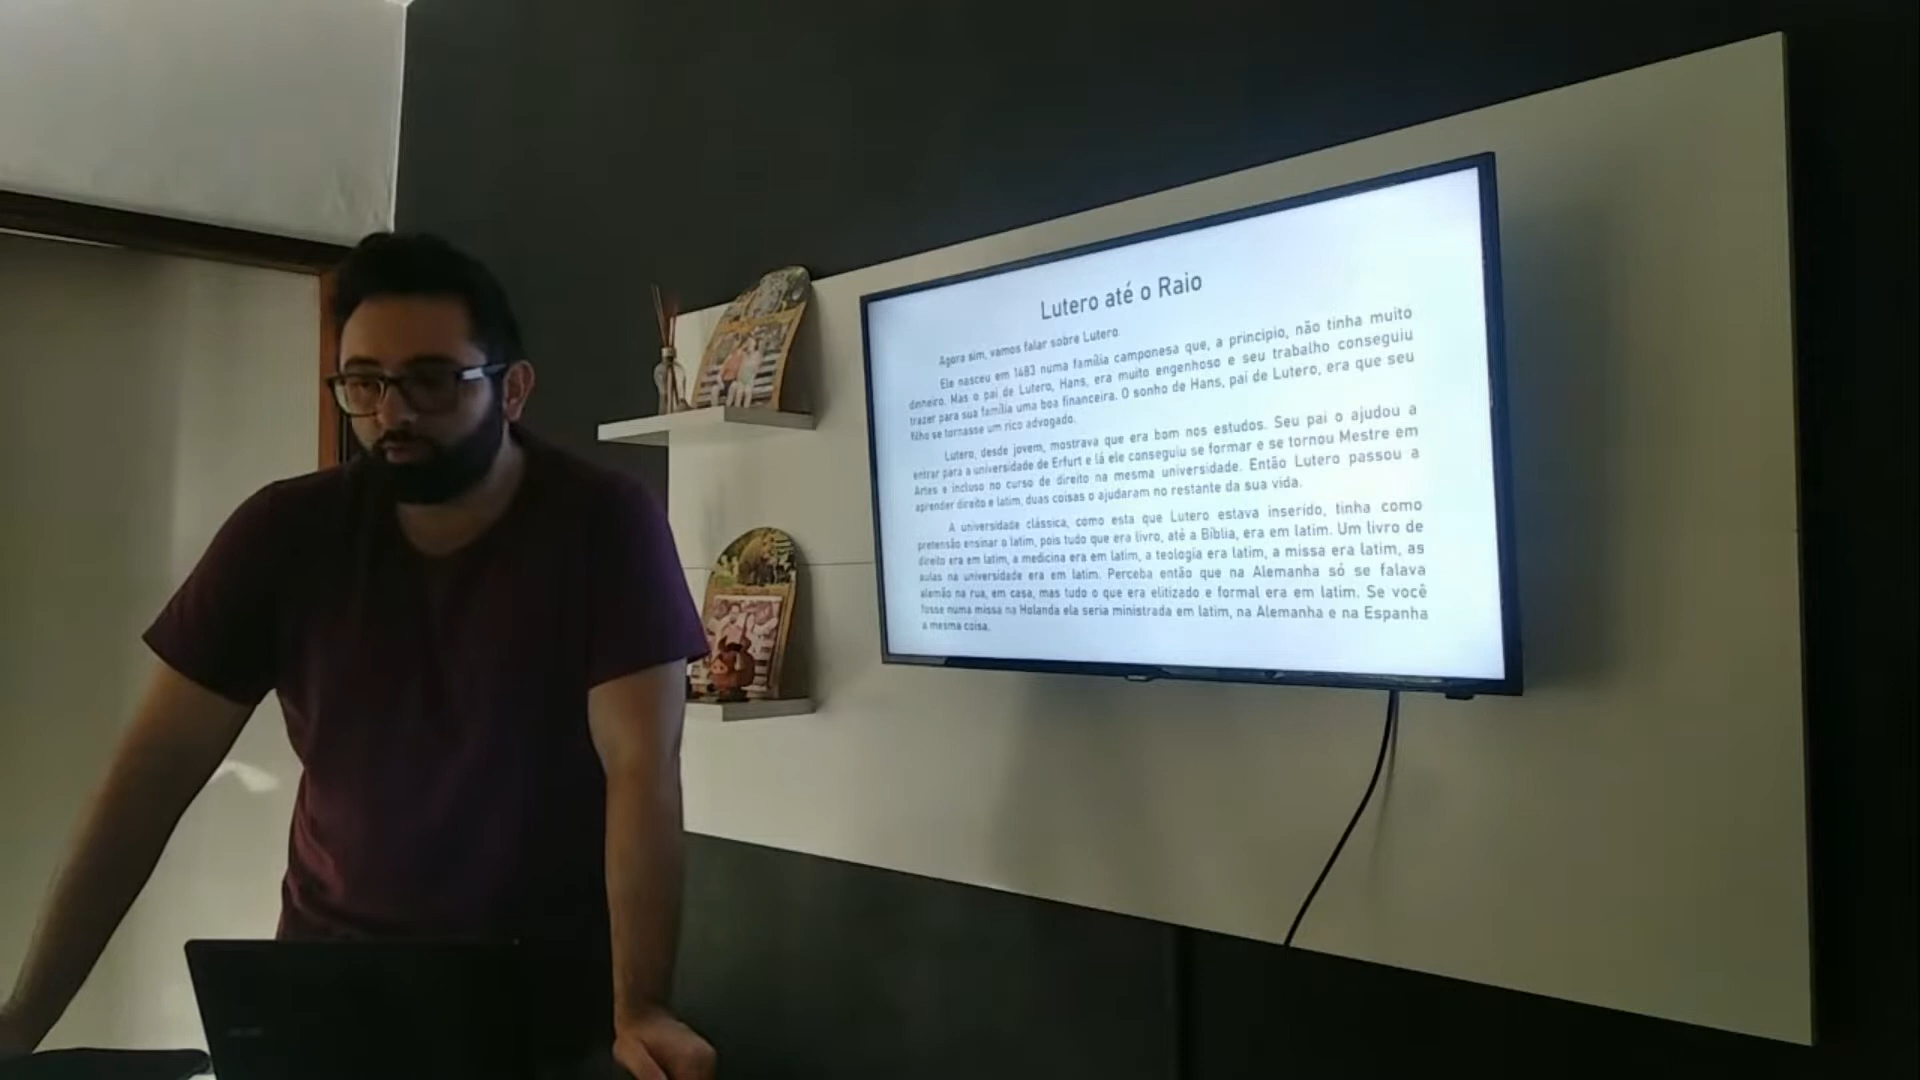 Lutero até o Raio
Agora sim, vamos falar sobre Lutero.
Ele nasceu em 1483 numa família camponesa que, a princípio, não tinha muito
dinheiro. Mas o pai de Lutero, Hans, era muito engenhoso e seu trabalho conseguiu
trazer para sua família uma boa financeira. O sonho de Hans, pai de Lutero, era que seu
filho se tornasse um rico advogado.
Lutero, desde jovem, mostrava que era bom nos estudos. Seu pai o ajudou a
entrar para a universidade de Erfurt e lá ele conseguiu se formar e se tornou Mestre em
Artes e incluso no curso de direito na mesma universidade. Então Lutero passou a
aprender direito e latim, duas coisas o ajudaram no restante da sua vida.
A universidade clássica, como esta que Lutero estava inserido, tinha como
pretensão ensinar o latim, pois tudo que era livro, até a Bíblia, era em latim. Um livro de
direito era em latim, a medicina era em latim, a teologia era latim, a missa era latim, as
aulas na universidade era em latim. Perceba então que na Alemanha só se falava
alemão na rua, em casa, mas tudo o que era elitizado e formal era em latim. Se você
fosse numa missa na Holanda ela seria ministrada em latim, na Alemanha e na Espanha
a mesma coisa.